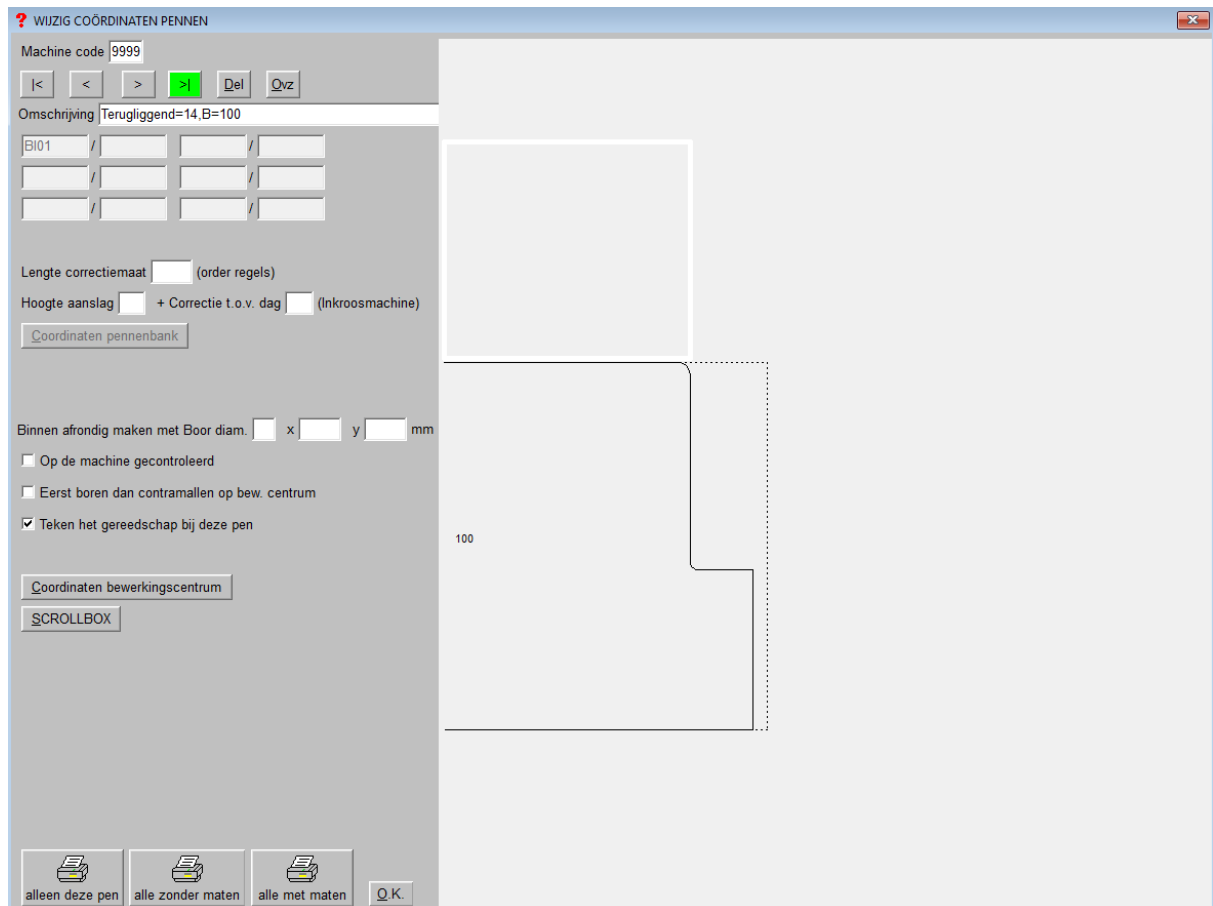 ? WIJZIG COÖRDINATEN PENNEN
Machine code 9999
|< < > >| Del Ovz
Omschrijving Terugliggend=14,B=100
BI01 / /
/ /
/ /
Lengte correctiemaat (order regels)
Hoogte aanslag + Correctie t.o.v. dag (Inkroosmachine)
Coordinaten pennenbank
Binnen afrondig maken met Boor diam. x y mm
Op de machine gecontroleerd
Eerst boren dan contramallen op bew. centrum
Teken het gereedschap bij deze pen
100
Coordinaten bewerkingscentrum
SCROLLBOX
alleen deze pen alle zonder maten alle met maten O.K.